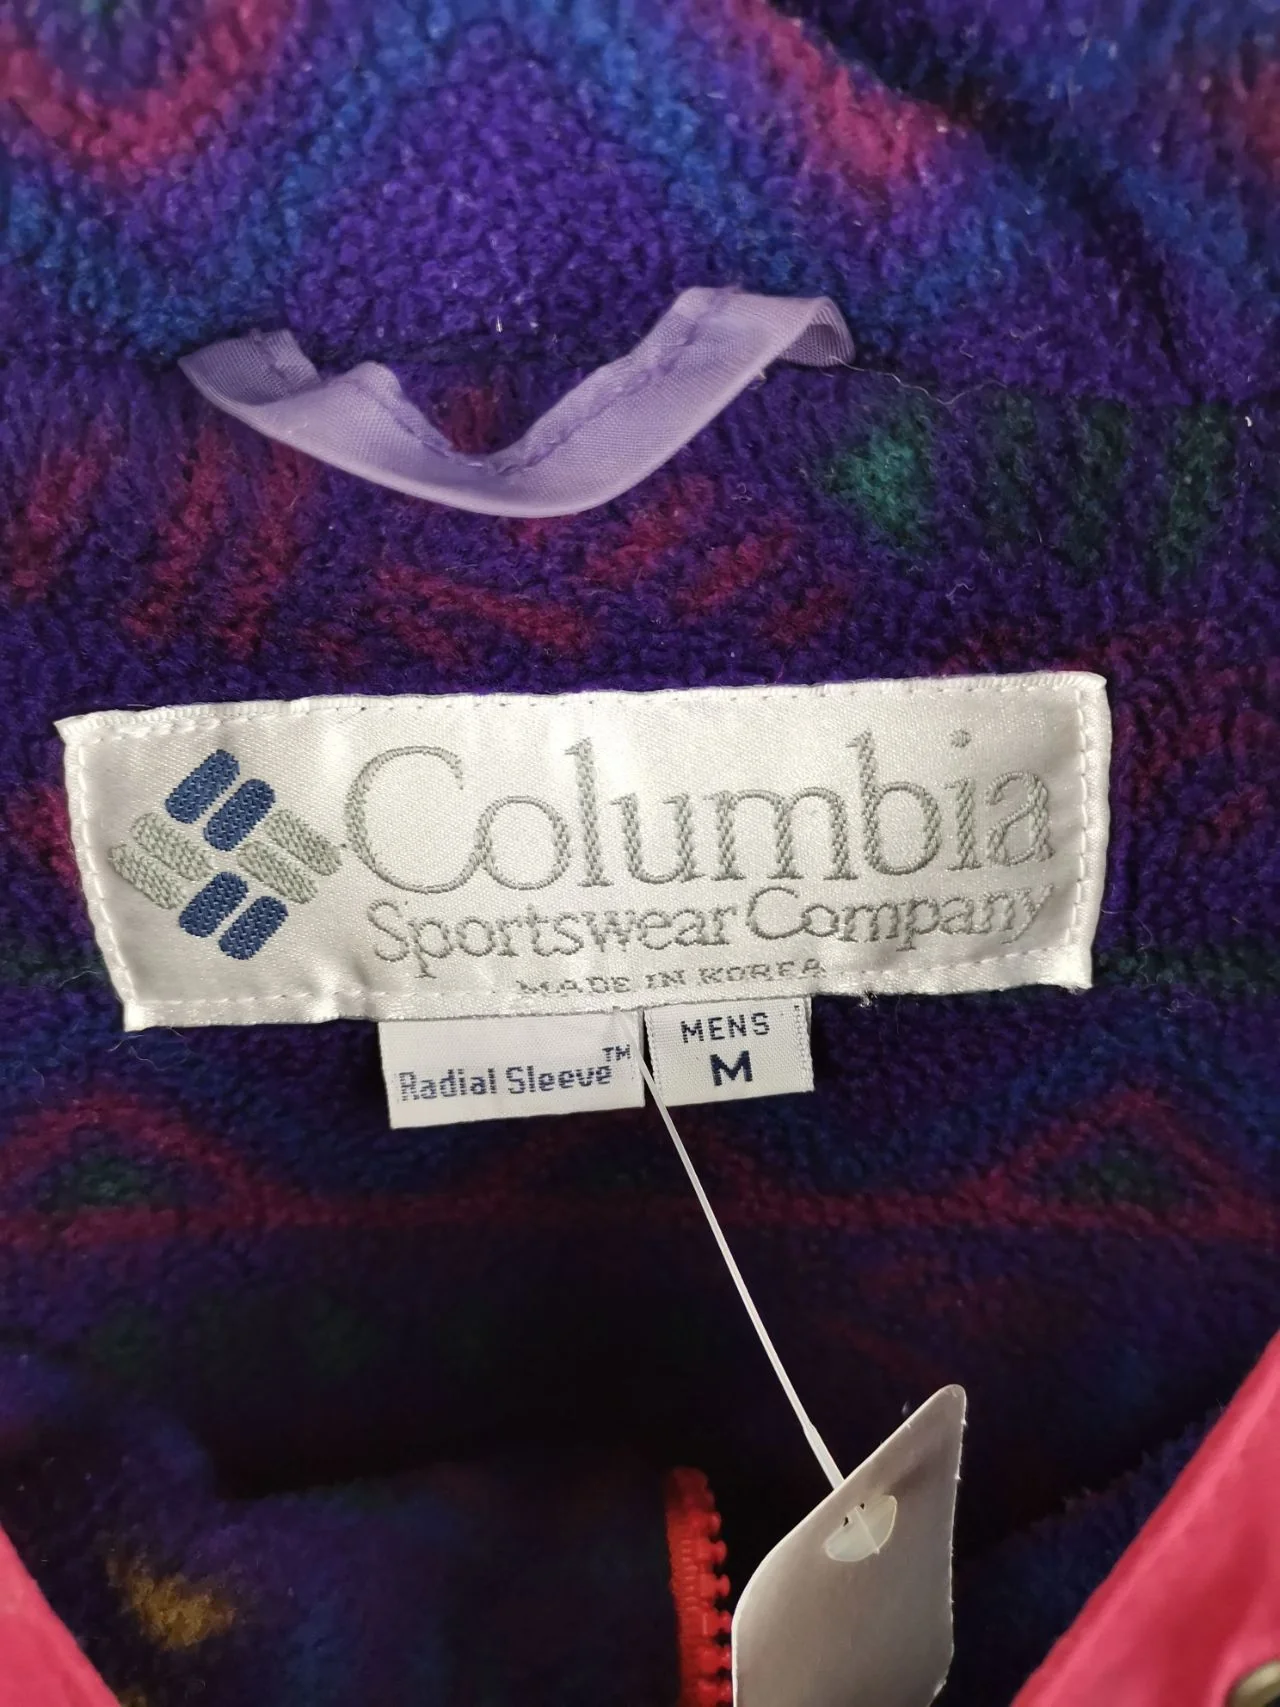 Columbia
Sportswear Company
MADE IN KOREA
Radial Sleeve™
MENS
M